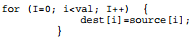 for (I=0; i<val; I++) {
dest[i]=source[i];
}